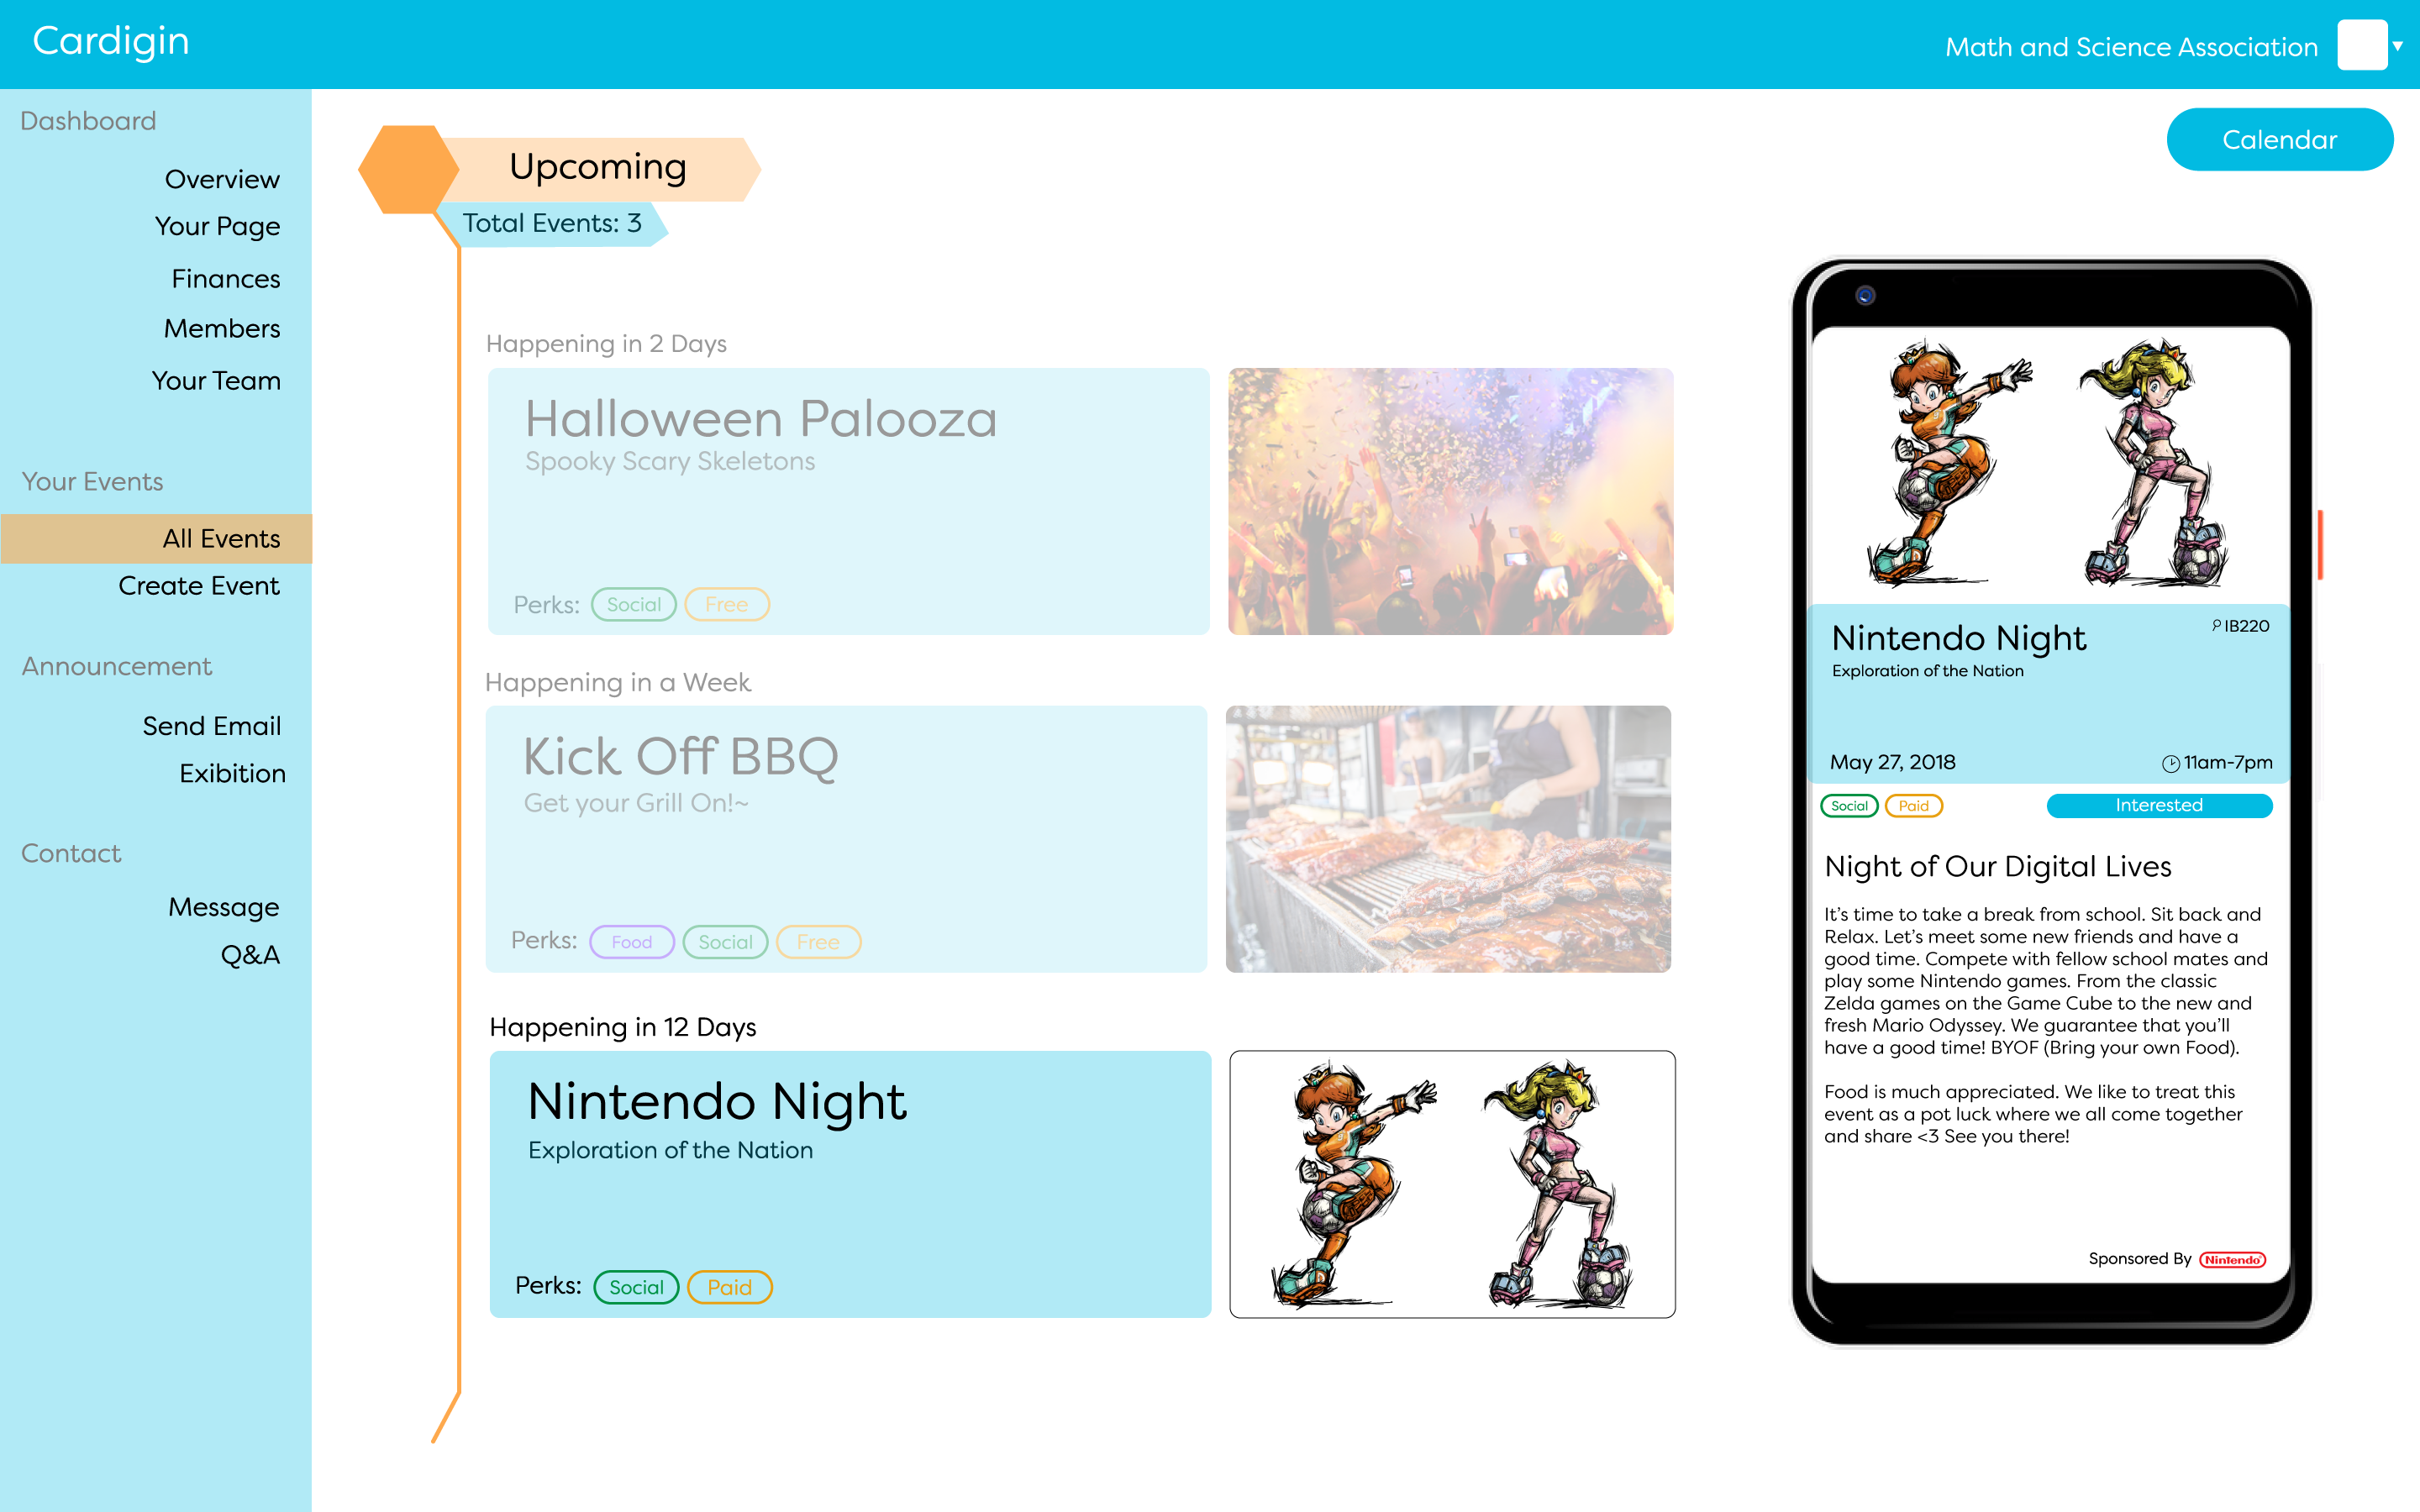 Cardigin
Math and Science Association
Dashboard
Overview
Your Page
Finances
Members
Your Team
Your Events
All Events
Create Event
Announcement
Send Email
Exibition
Contact
Message
Q&A
Upcoming
Total Events: 3
Calendar
Happening in 2 Days
Halloween Palooza
Spooky Scary Skeletons
Perks: Social Free
Happening in a Week
Kick Off BBQ
Get your Grill On!~
Perks: Food Social Free
Happening in 12 Days
Nintendo Night
Exploration of the Nation
Perks: Social Paid
Nintendo Night
IB220
Exploration of the Nation
May 27, 2018
11am-7pm
Social Paid
Interested
Night of Our Digital Lives
It’s time to take a break from school. Sit back and
Relax. Let’s meet some new friends and have a
good time. Compete with fellow school mates and
play some Nintendo games. From the classic
Zelda games on the Game Cube to the new and
fresh Mario Odyssey. We guarantee that you’ll
have a good time! BYOF (Bring your own Food).
Food is much appreciated. We like to treat this
event as a pot luck where we all come together
and share <3 See you there!
Sponsored By Nintendo